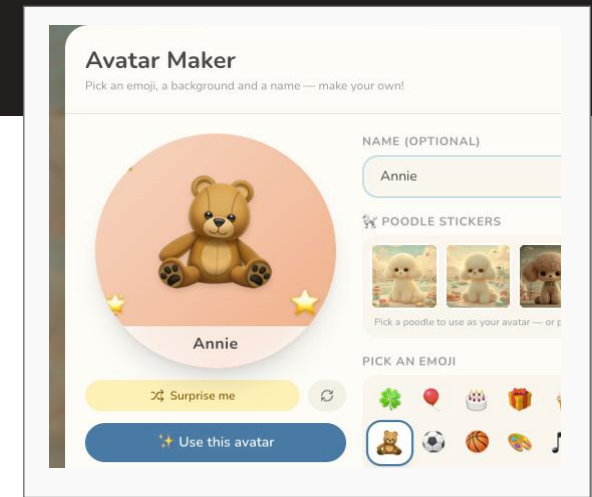 Avatar Maker
Pick an emoji, a background and a name — make your own!
NAME (OPTIONAL)
Annie
POODLE STICKERS
Pick a poodle to use as your avatar — or
PICK AN EMOJI
Annie
Surprise me
Use this avatar